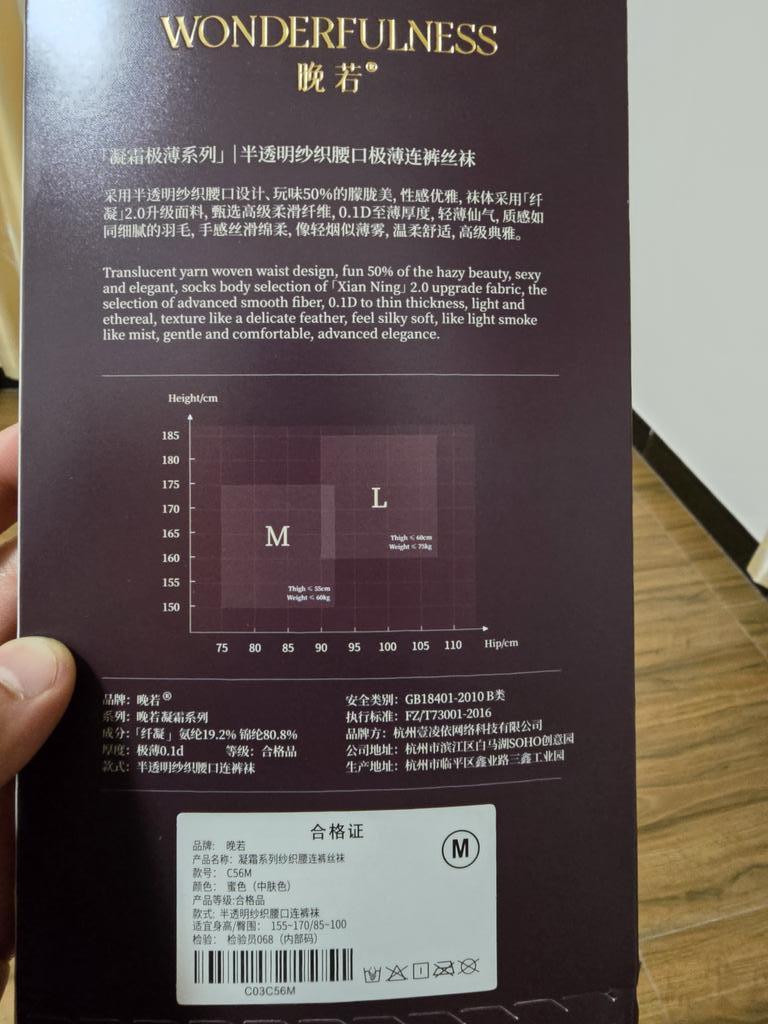 WONDERFULNESS
晚若®
「凝霜极薄系列」|半透明纱织腰口极薄连裤丝袜
采用半透明纱织腰口设计、玩味50%的朦胧美, 性感优雅, 袜体采用「纤
凝」2.0升级面料, 甄选高级柔滑纤维, 0.1D至薄厚度, 轻薄仙气, 质感如
同细腻的羽毛, 手感丝滑绵柔, 像轻烟似薄雾, 温柔舒适, 高级典雅。
Translucent yarn woven waist design, fun 50% of the hazy beauty, sexy
and elegant, socks body selection of「Xian Ning」2.0 upgrade fabric, the
selection of advanced smooth fiber, 0.1D to thin thickness, light and
ethereal, texture like a delicate feather, feel silky soft, like light smoke
like mist, gentle and comfortable, advanced elegance.
Height/cm
185
180
175
170
165
160
155
150
L
Thigh ≤ 60cm
Weight ≤ 75kg
M
Thigh ≤ 55cm
Weight ≤ 60kg
75 80 85 90 95 100 105 110 Hip/cm
品牌: 晚若®
系列: 晚若凝霜系列
成分:「纤凝」氨纶19.2% 锦纶80.8%
厚度: 极薄0.1d 等级: 合格品
款式: 半透明纱织腰口连裤袜
安全类别: GB18401-2010 B类
执行标准: FZ/T73001-2016
品牌方: 杭州壹凌依网络科技有限公司
公司地址: 杭州市滨江区白马湖SOHO创意园
生产地址: 杭州市临平区鑫业路三鑫工业园
合格证
M
品牌: 晚若
产品名称: 凝霜系列纱织腰连裤丝袜
款号: C56M
颜色: 蜜色（中肤色）
产品等级:合格品
款式: 半透明纱织腰口连裤袜
适宜身高/臀围: 155-170/85-100
检验: 检验员068（内部码）
C03C56M